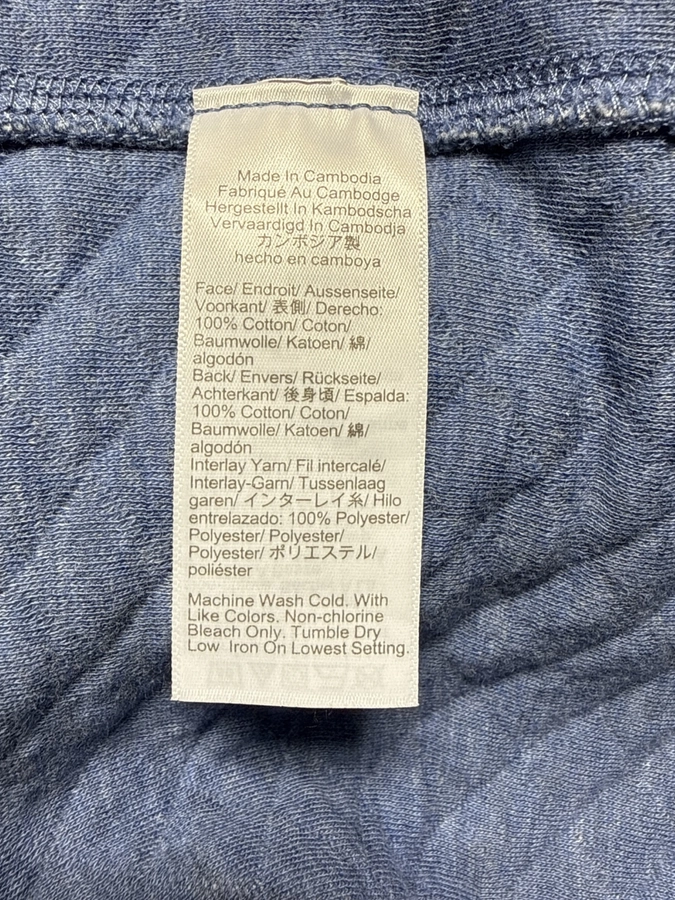 Made In Cambodia
Fabriqué Au Cambodge
Hergestellt In Kambodscha
Vervaardigd In Cambodja
カンボジア製
hecho en camboya
Face/ Endroit/ Aussenseite/
Voorkant/ 表側/ Derecho:
100% Cotton/ Coton/
Baumwolle/ Katoen/ 綿/
algodón
Back/ Envers/ Rückseite/
Achterkant/ 後身頃/ Espalda:
100% Cotton/ Coton/
Baumwolle/ Katoen/ 綿/
algodón
Interlay Yarn/ Fil intercalé/
Interlay-Garn/ Tussenlaag
garen/ インターレイ糸/ Hilo
entrelazado: 100% Polyester/
Polyester/ Polyester/
Polyester/ ポリエステル/
poliéster
Machine Wash Cold. With
Like Colors. Non-chlorine
Bleach Only. Tumble Dry
Low  Iron On Lowest Setting.